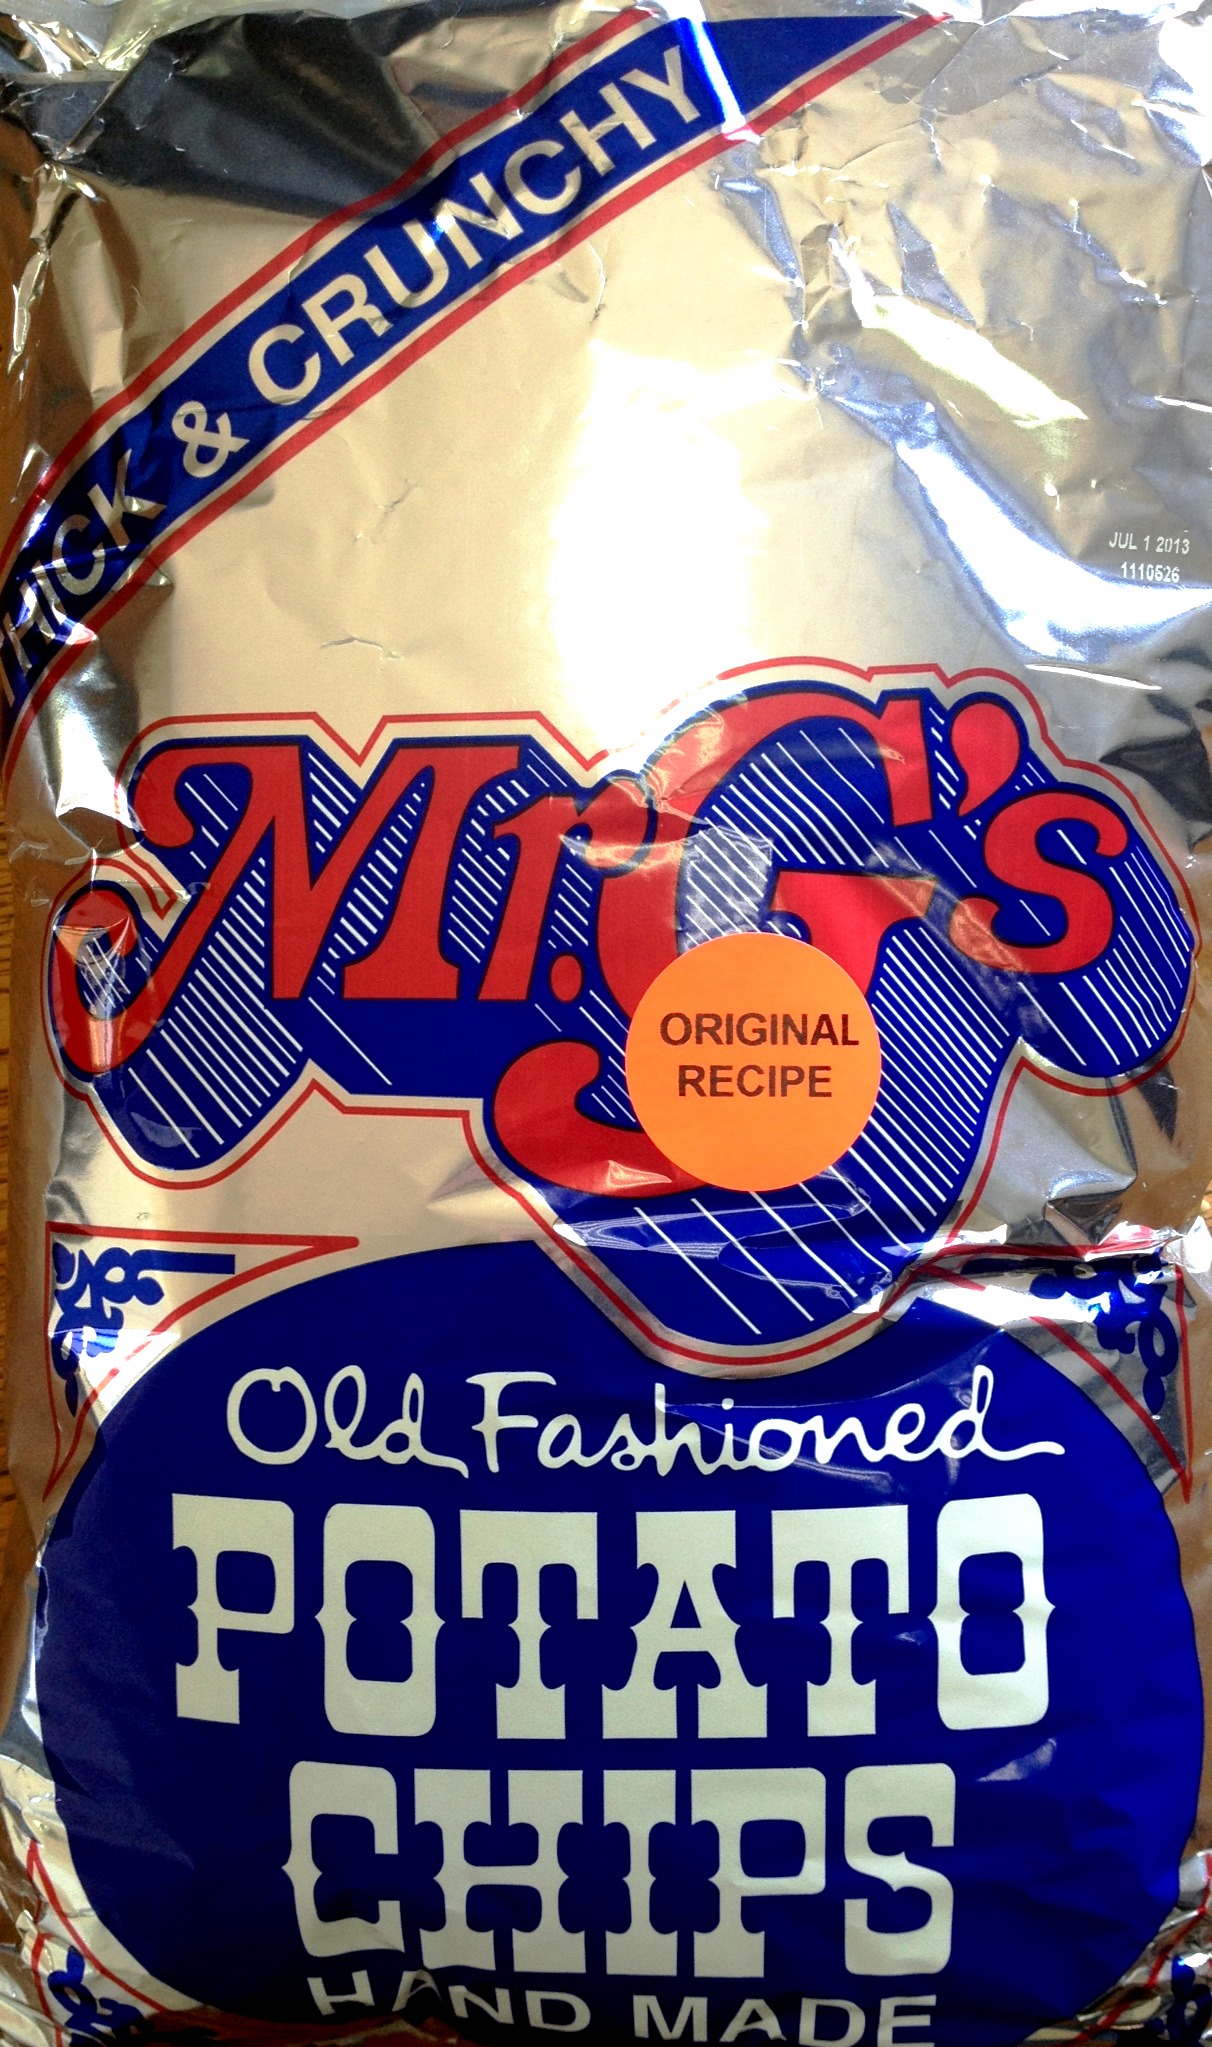 THICK & CRUNCHY
JUL 1 2013
1110526
Mr. G's
ORIGINAL
RECIPE
Old Fashioned
POTATO
CHIPS
HAND MADE